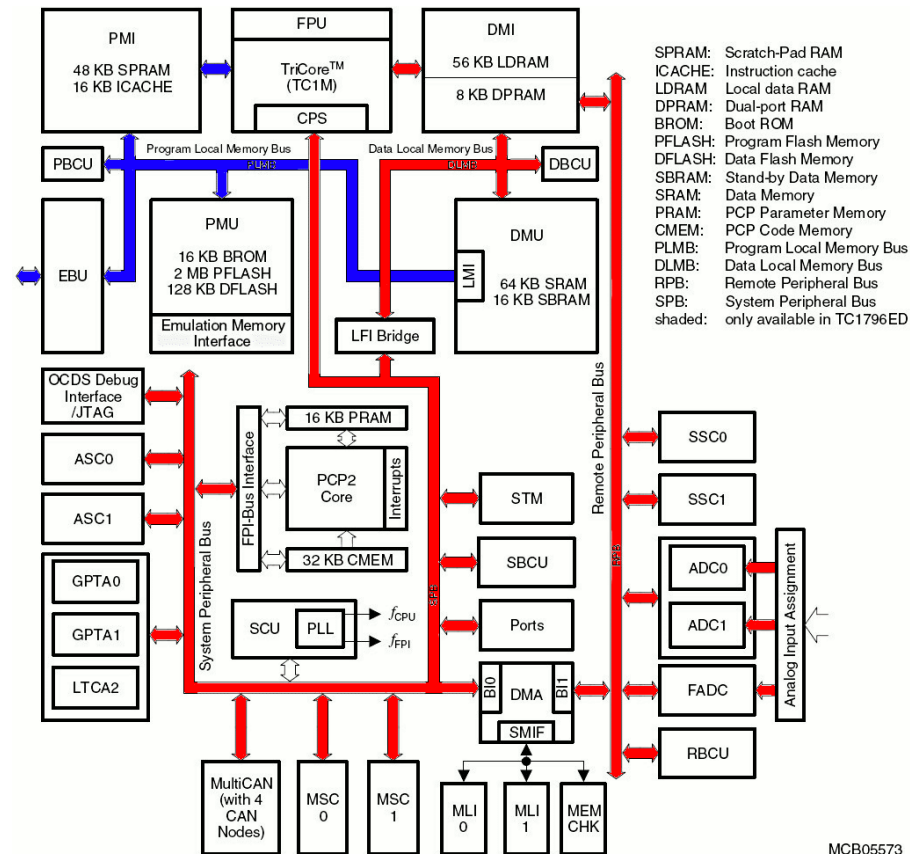 PMI
48 KB SPRAM
16 KB ICACHE
FPU
TriCore™
(TC1M)
CPS
DMI
56 KB LDRAM
8 KB DPRAM
SPRAM: Scratch-Pad RAM
ICACHE: Instruction cache
LDRAM Local data RAM
DPRAM: Dual-port RAM
BROM: Boot ROM
PFLASH: Program Flash Memory
DFLASH: Data Flash Memory
SBRAM: Stand-by Data Memory
SRAM: Data Memory
PRAM: PCP Parameter Memory
CMEM: PCP Code Memory
PLMB: Program Local Memory Bus
DLMB: Data Local Memory Bus
RPB: Remote Peripheral Bus
SPB: System Peripheral Bus
shaded: only available in TC1796ED
PBCU
Program Local Memory Bus
PLMB
Data Local Memory Bus
DLMB
DBCU
EBU
PMU
16 KB BROM
2 MB PFLASH
128 KB DFLASH
Emulation Memory
Interface
DMU
LMI
64 KB SRAM
16 KB SBRAM
LFI Bridge
OCDS Debug
Interface
/JTAG
ASC0
ASC1
GPTA0
GPTA1
LTCA2
System Peripheral Bus
FPI-Bus Interface
16 KB PRAM
PCP2
Core
Interrupts
32 KB CMEM
SCU
PLL
fCPU
fFPI
SPB
STM
SBCU
Ports
BI0
DMA
BI1
SMIF
Remote Peripheral Bus
RPB
SSC0
SSC1
ADC0
ADC1
FADC
RBCU
Analog Input Assignment
MultiCAN
(with 4
CAN
Nodes)
MSC
0
MSC
1
MLI
0
MLI
1
MEM
CHK
MCB05573